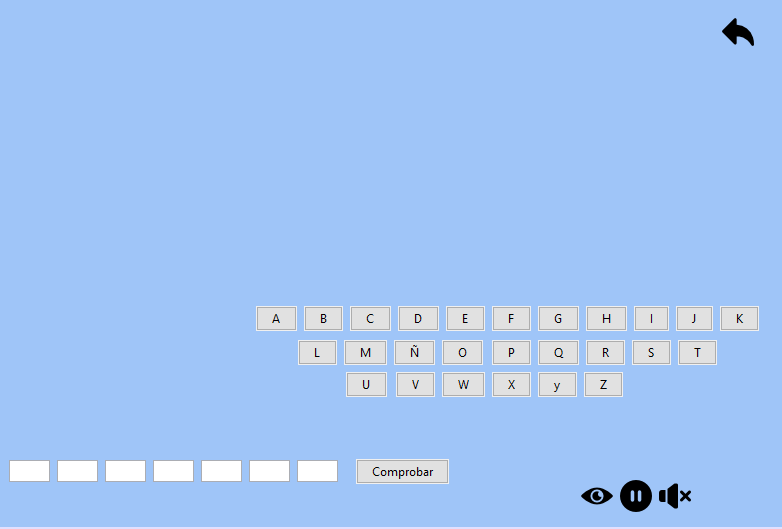 A B C D E F G H I J K
L M Ñ O P Q R S T
U V W X y Z
Comprobar